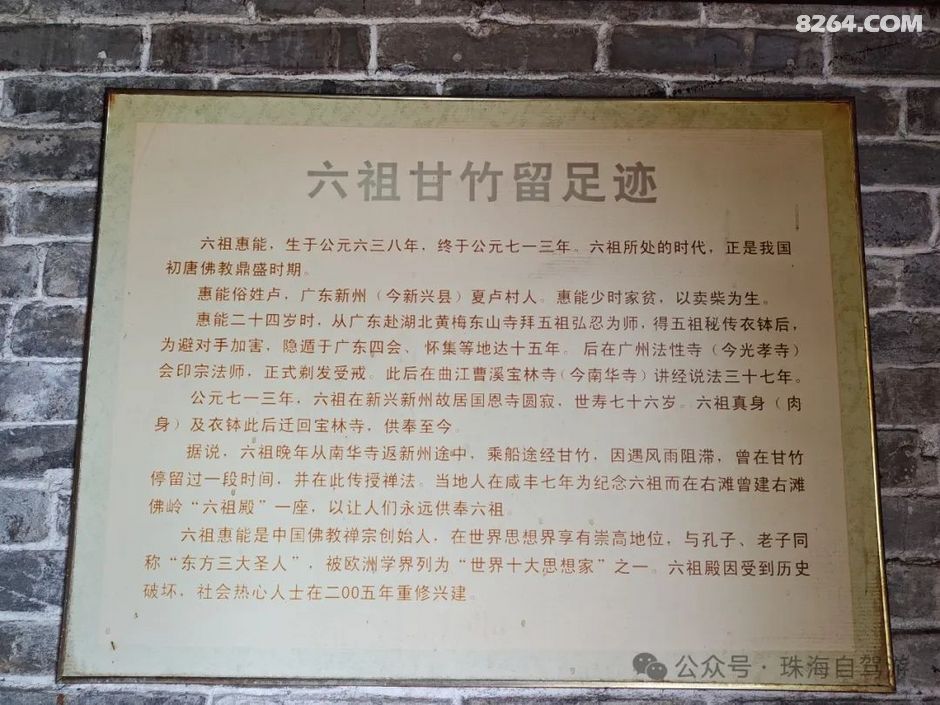 8264.COM
六祖甘竹留足迹
六祖惠能，生于公元六三八年，终于公元七一三年。六祖所处的时代，正是我国
初唐佛教鼎盛时期。
惠能俗姓卢，广东新州（今新兴县）夏卢村人。惠能少时家贫，以卖柴为生。
惠能二十四岁时，从广东赴湖北黄梅东山寺拜五祖弘忍为师，得五祖秘传衣钵后，
为避对手加害，隐遁于广东四会、怀集等地达十五年。后在广州法性寺（今光孝寺）
会印宗法师，正式剃发受戒。此后在曲江曹溪宝林寺（今南华寺）讲经说法三十七年。
公元七一三年，六祖在新兴新州故居国恩寺圆寂，世寿七十六岁。六祖真身（肉
身）及衣钵此后迁回宝林寺，供奉至今。
据说，六祖晚年从南华寺返新州途中，乘船途经甘竹，因遇风雨阻滞，曾在甘竹
停留过一段时间，并在此传授禅法。当地人在咸丰七年为纪念六祖而在右滩曾建右滩
佛岭“六祖殿”一座，以让人们永远供奉六祖。
六祖惠能是中国佛教禅宗创始人，在世界思想界享有崇高地位，与孔子、老子同
称“东方三大圣人”，被欧洲学界列为“世界十大思想家”之一。六祖殿因受到历史
破坏，社会热心人士在二00五年重修兴建。
公众号·珠海自驾游